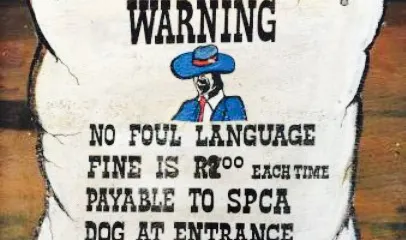 WARNING
NO FOUL LANGUAGE
FINE IS R2⁰⁰ EACH TIME
PAYABLE TO SPCA
DOG AT ENTRANCE